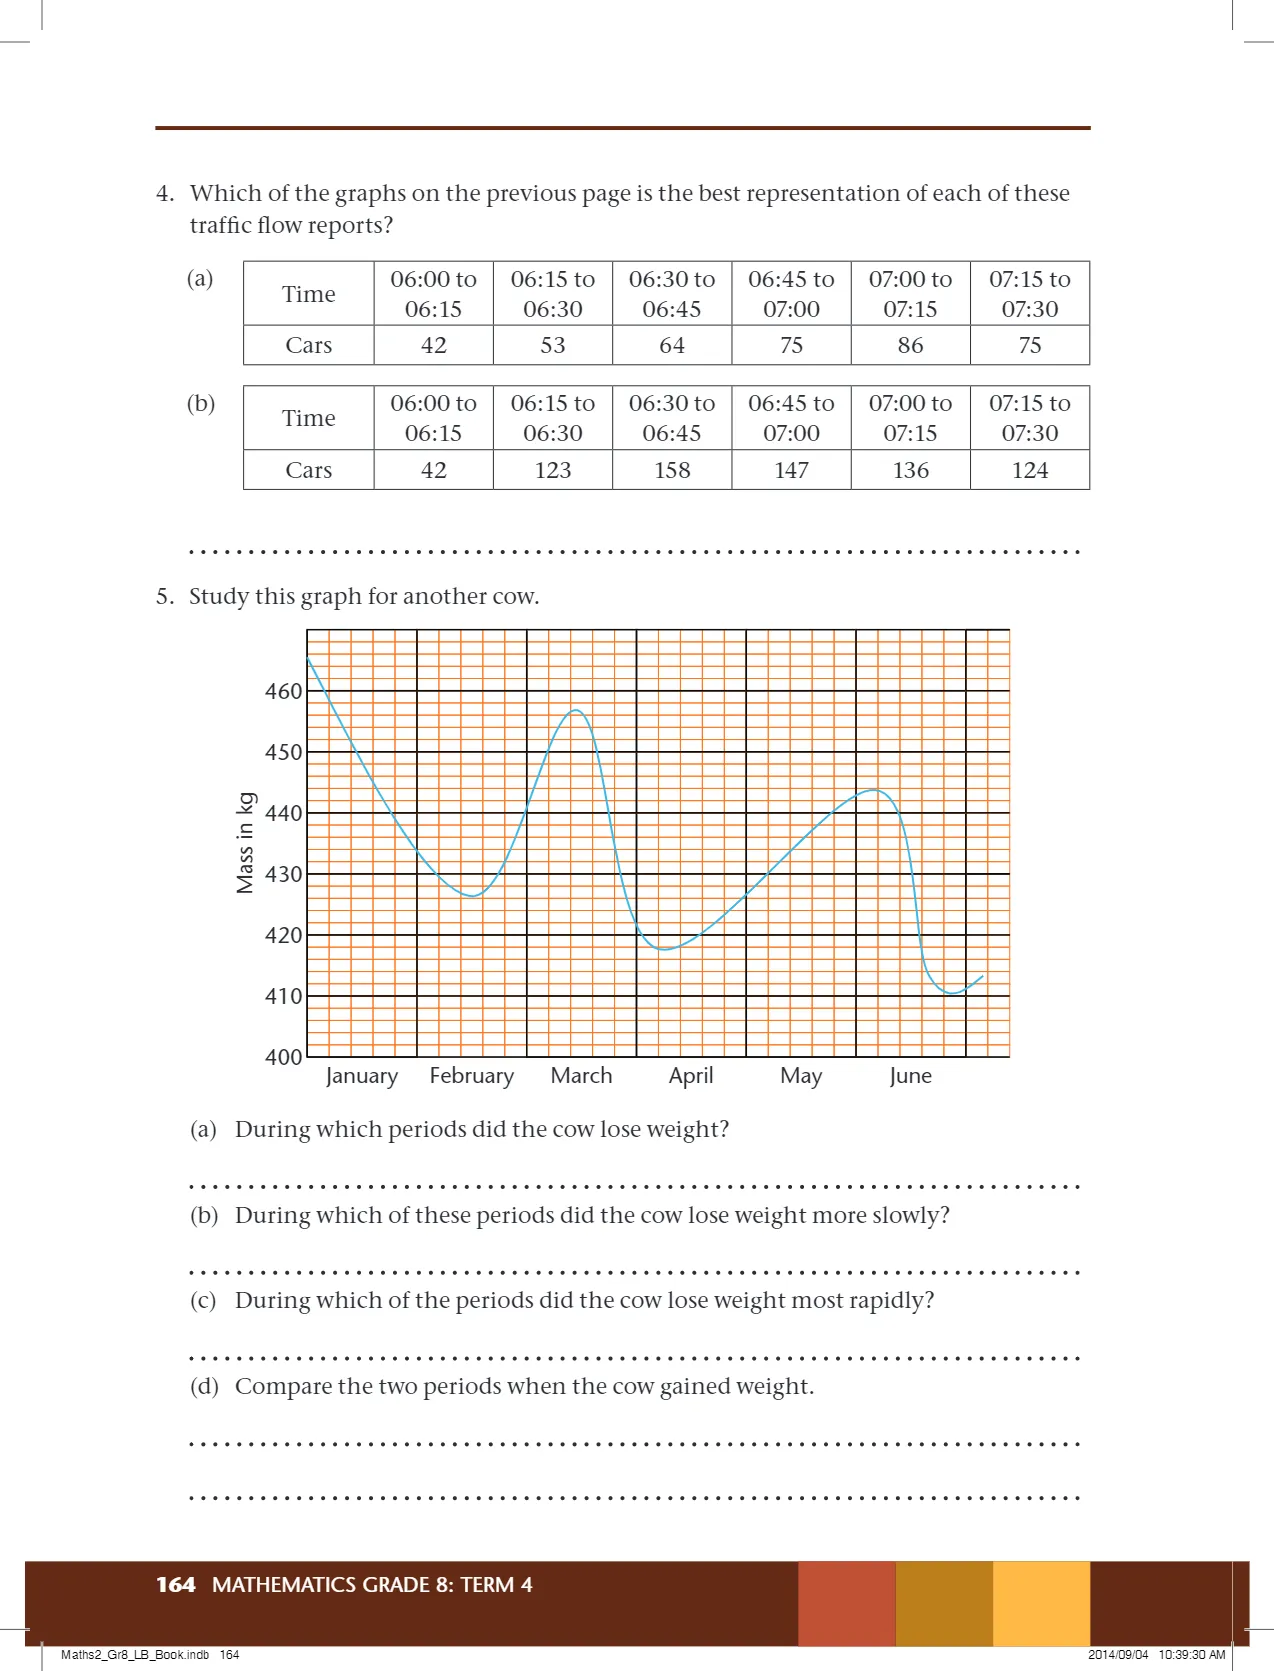 4. Which of the graphs on the previous page is the best representation of each of these
traffic flow reports?
(a)
Time 06:00 to 06:15 06:15 to 06:30 06:30 to 06:45 06:45 to 07:00 07:00 to 07:15 07:15 to 07:30
Cars 42 53 64 75 86 75
(b)
Time 06:00 to 06:15 06:15 to 06:30 06:30 to 06:45 06:45 to 07:00 07:00 to 07:15 07:15 to 07:30
Cars 42 123 158 147 136 124
5. Study this graph for another cow.
Mass in kg
460
450
440
430
420
410
400
January February March April May June
(a) During which periods did the cow lose weight?
(b) During which of these periods did the cow lose weight more slowly?
(c) During which of the periods did the cow lose weight most rapidly?
(d) Compare the two periods when the cow gained weight.
164 MATHEMATICS GRADE 8: TERM 4
Maths2_Gr8_LB_Book.indb 164
2014/09/04 10:39:30 AM